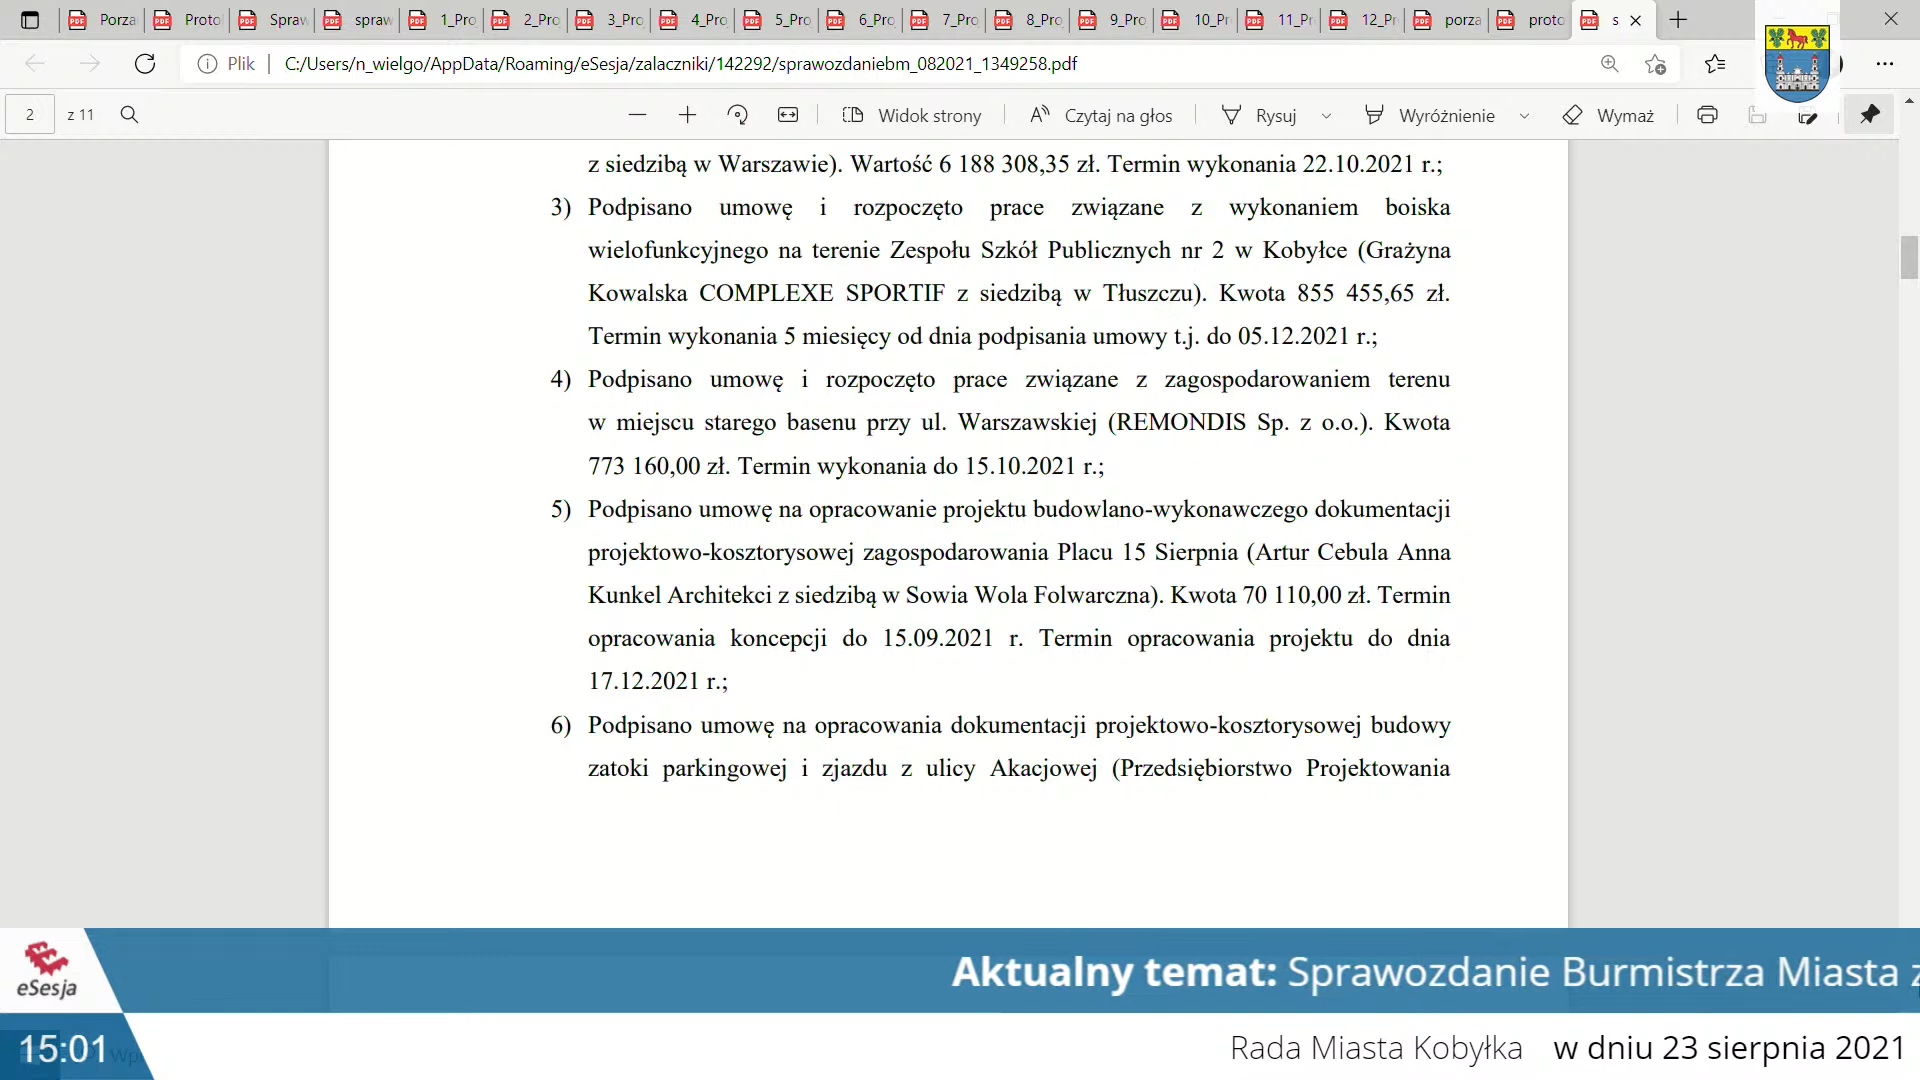 Porza
Proto
Spraw
spraw
1_Pro
2_Pro
3_Pro
4_Pro
5_Pro
6_Pro
7_Pro
8_Pro
9_Pro
10_Pr
11_Pr
12_Pr
porza
proto
s
Plik
C:/Users/n_wielgo/AppData/Roaming/eSesja/zalaczniki/142292/sprawozdaniebm_082021_1349258.pdf
2 z 11
Widok strony
Czytaj na głos
Rysuj
Wyróżnienie
Wymaż
z siedzibą w Warszawie). Wartość 6 188 308,35 zł. Termin wykonania 22.10.2021 r.;
3) Podpisano umowę i rozpoczęto prace związane z wykonaniem boiska
wielofunkcyjnego na terenie Zespołu Szkół Publicznych nr 2 w Kobyłce (Grażyna
Kowalska COMPLEXE SPORTIF z siedzibą w Tłuszczu). Kwota 855 455,65 zł.
Termin wykonania 5 miesięcy od dnia podpisania umowy t.j. do 05.12.2021 r.;
4) Podpisano umowę i rozpoczęto prace związane z zagospodarowaniem terenu
w miejscu starego basenu przy ul. Warszawskiej (REMONDIS Sp. z o.o.). Kwota
773 160,00 zł. Termin wykonania do 15.10.2021 r.;
5) Podpisano umowę na opracowanie projektu budowlano-wykonawczego dokumentacji
projektowo-kosztorysowej zagospodarowania Placu 15 Sierpnia (Artur Cebula Anna
Kunkel Architekci z siedzibą w Sowia Wola Folwarczna). Kwota 70 110,00 zł. Termin
opracowania koncepcji do 15.09.2021 r. Termin opracowania projektu do dnia
17.12.2021 r.;
6) Podpisano umowę na opracowania dokumentacji projektowo-kosztorysowej budowy
zatoki parkingowej i zjazdu z ulicy Akacjowej (Przedsiębiorstwo Projektowania
eSesja
Aktualny temat: Sprawozdanie Burmistrza Miasta z
15:01
Rada Miasta Kobyłka w dniu 23 sierpnia 2021